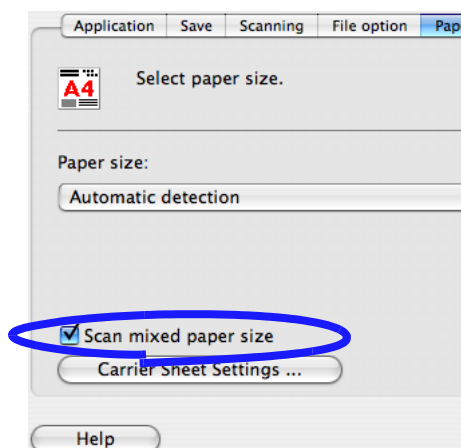 Application Save Scanning File option Pap
A4
Select paper size.
Paper size:
Automatic detection
Scan mixed paper size
Carrier Sheet Settings ...
Help